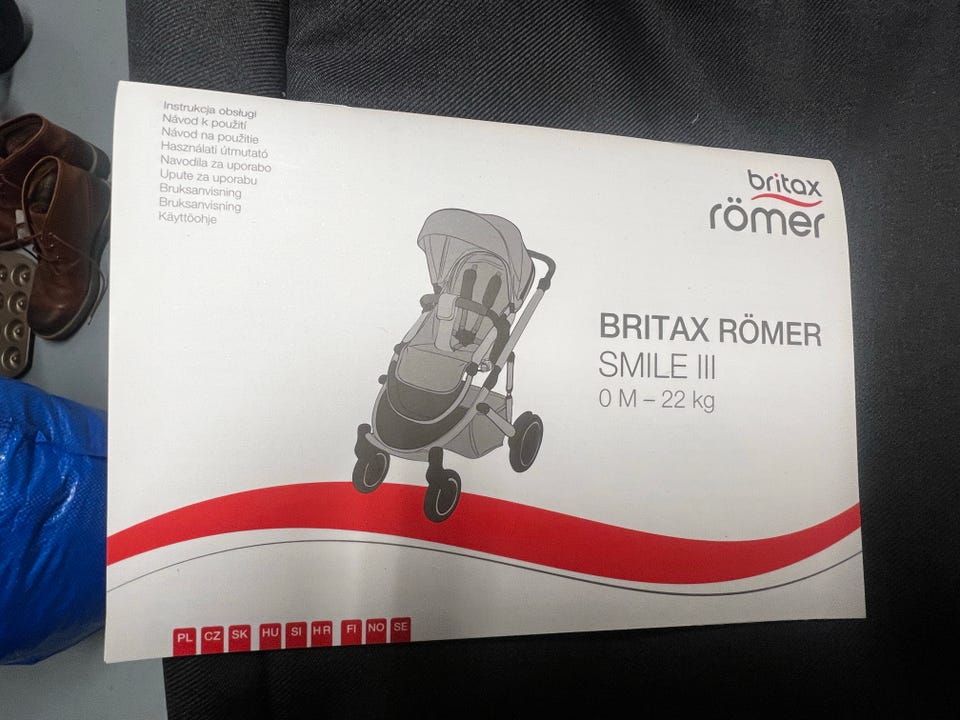 Instrukcja obsługi
Návod k použití
Návod na použitie
Használati útmutató
Navodila za uporabo
Upute za uporabu
Bruksanvisning
Bruksanvisning
Käyttöohje
britax
römer
BRITAX RÖMER
SMILE III
0 M – 22 kg
PL CZ SK HU SI HR FI NO SE